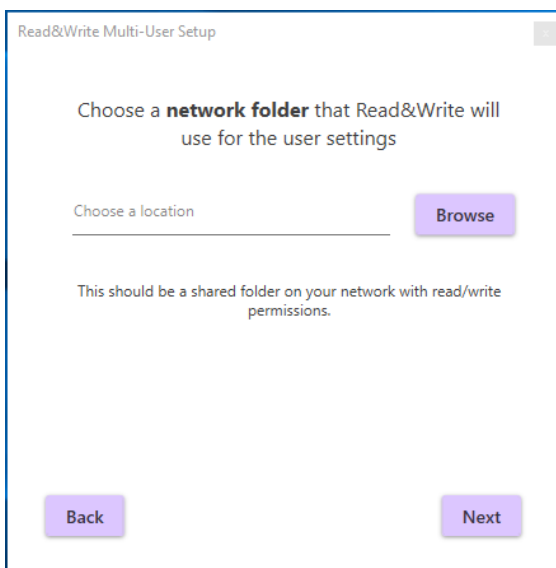 Read&Write Multi-User Setup
Choose a network folder that Read&Write will
use for the user settings
Choose a location
Browse
This should be a shared folder on your network with read/write
permissions.
Back
Next